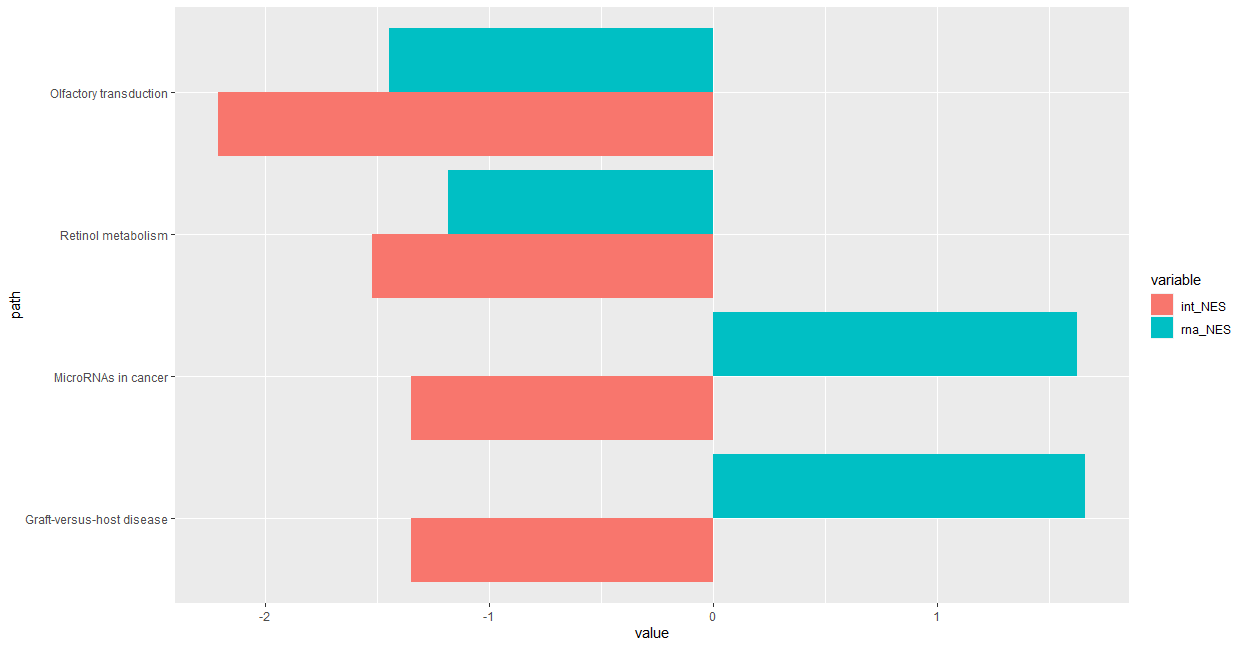 Olfactory transduction
Retinol metabolism
MicroRNAs in cancer
Graft-versus-host disease
path
-2
-1
0
1
value
variable
int_NES
rna_NES